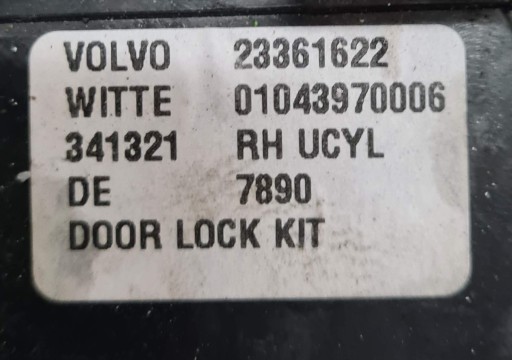 VOLVO 23361622
WITTE 01043970006
341321 RH UCYL
DE 7890
DOOR LOCK KIT